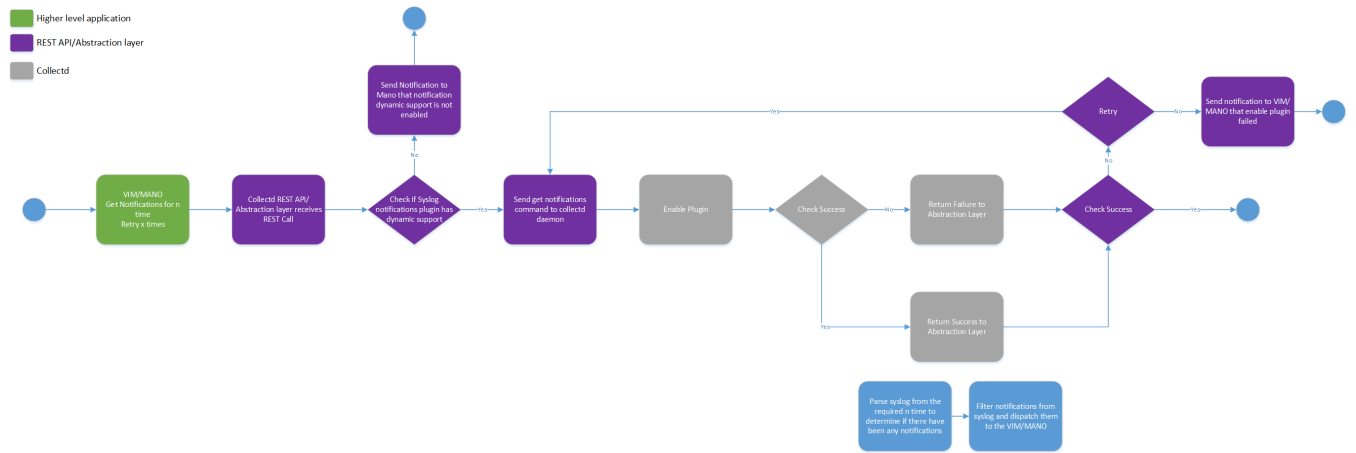 Higher level application
REST API/Abstraction layer
Collectd
Send Notification to
Mano that notification
dynamic support is not
enabled
No
VIM/MANO
Get Notifications for n
time
Retry x times
Collectd REST API/
Abstraction layer receives
REST Call
Check if Syslog
notifications plugin has
dynamic support
Yes
Send get notifications
command to collectd
daemon
Enable Plugin
Check Success
No
Return Failure to
Abstraction Layer
Yes
Return Success to
Abstraction Layer
Check Success
Yes
No
Retry
Yes
No
Send notification to VIM/
MANO that enable plugin
failed
Parse syslog from the
required n time to
determine if there have
been any notifications
Filter notifications from
syslog and dispatch them
to the VIM/MANO